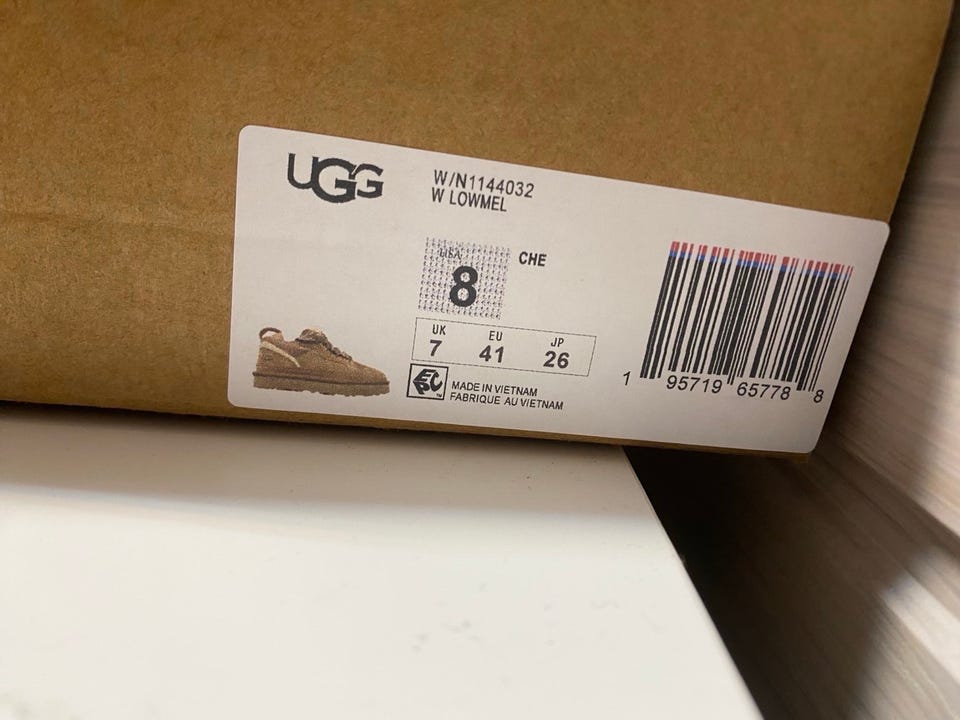 UGG
W/N1144032
W LOWMEL
USA
8
CHE
UK EU JP
7 41 26
EPC™
MADE IN VIETNAM
FABRIQUE AU VIETNAM
1 95719 65778 8